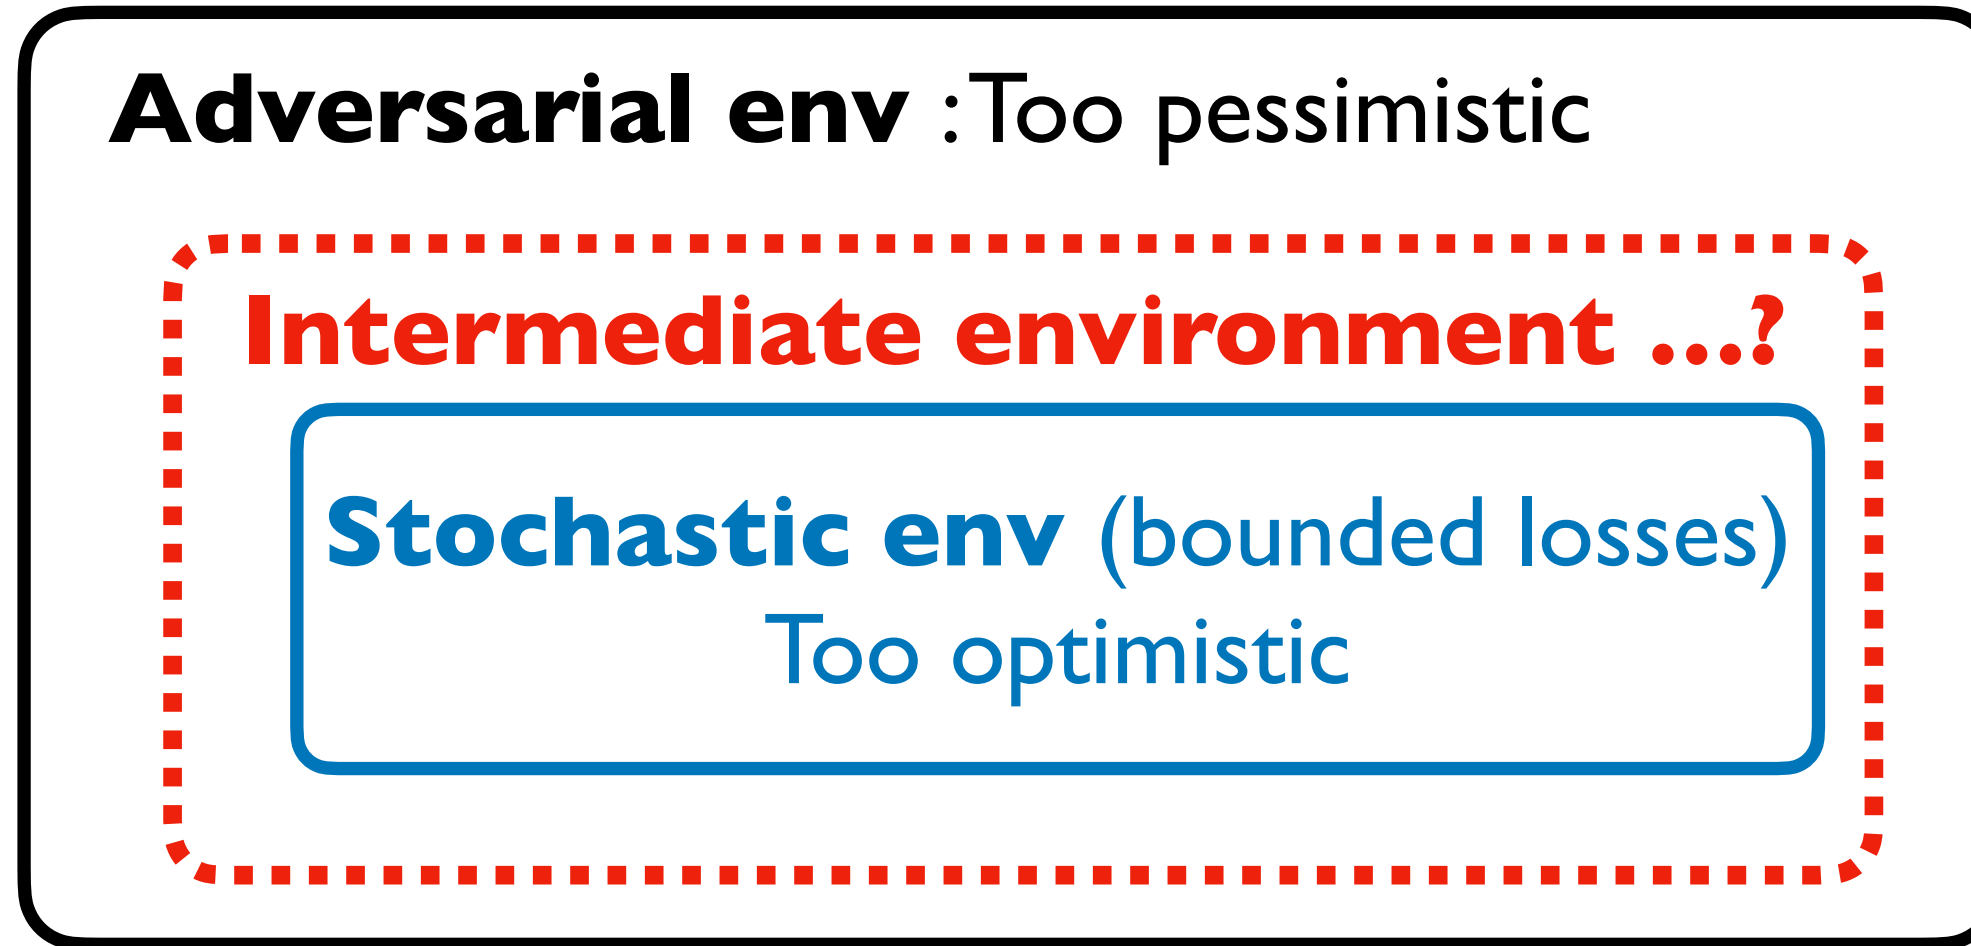 Adversarial env : Too pessimistic
Intermediate environment ...?
Stochastic env (bounded losses)
Too optimistic